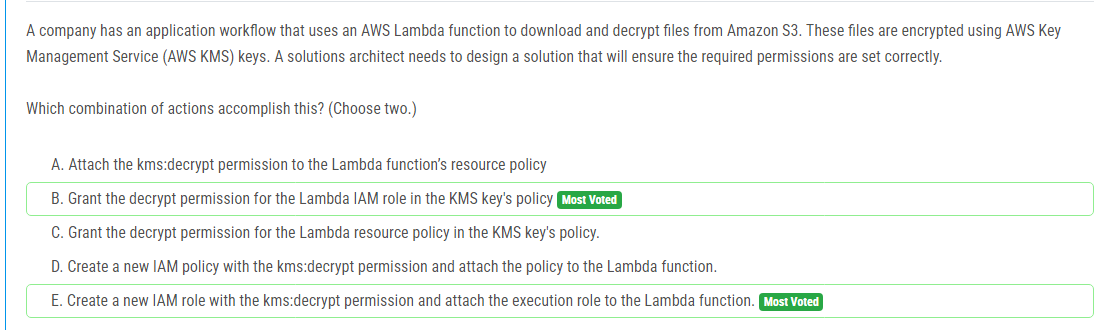 A company has an application workflow that uses an AWS Lambda function to download and decrypt files from Amazon S3. These files are encrypted using AWS Key
Management Service (AWS KMS) keys. A solutions architect needs to design a solution that will ensure the required permissions are set correctly.
Which combination of actions accomplish this? (Choose two.)
A. Attach the kms:decrypt permission to the Lambda function's resource policy
B. Grant the decrypt permission for the Lambda IAM role in the KMS key's policy Most Voted
C. Grant the decrypt permission for the Lambda resource policy in the KMS key's policy.
D. Create a new IAM policy with the kms:decrypt permission and attach the policy to the Lambda function.
E. Create a new IAM role with the kms:decrypt permission and attach the execution role to the Lambda function. Most Voted